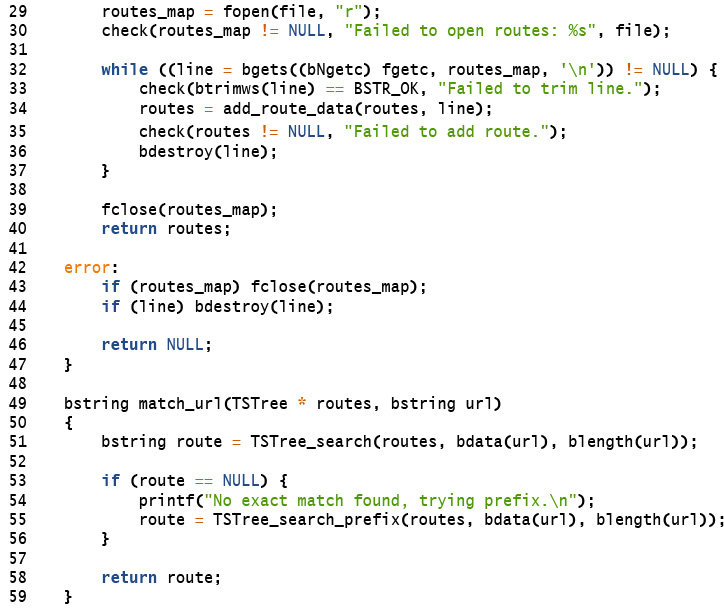 29        routes_map = fopen(file, "r");
30        check(routes_map != NULL, "Failed to open routes: %s", file);
31
32        while ((line = bgets((bNgetc) fgetc, routes_map, '\n')) != NULL) {
33            check(btrimws(line) == BSTR_OK, "Failed to trim line.");
34            routes = add_route_data(routes, line);
35            check(routes != NULL, "Failed to add route.");
36            bdestroy(line);
37        }
38
39        fclose(routes_map);
40        return routes;
41
42    error:
43        if (routes_map) fclose(routes_map);
44        if (line) bdestroy(line);
45
46        return NULL;
47    }
48
49    bstring match_url(TSTree * routes, bstring url)
50    {
51        bstring route = TSTree_search(routes, bdata(url), blength(url));
52
53        if (route == NULL) {
54            printf("No exact match found, trying prefix.\n");
55            route = TSTree_search_prefix(routes, bdata(url), blength(url));
56        }
57
58        return route;
59    }